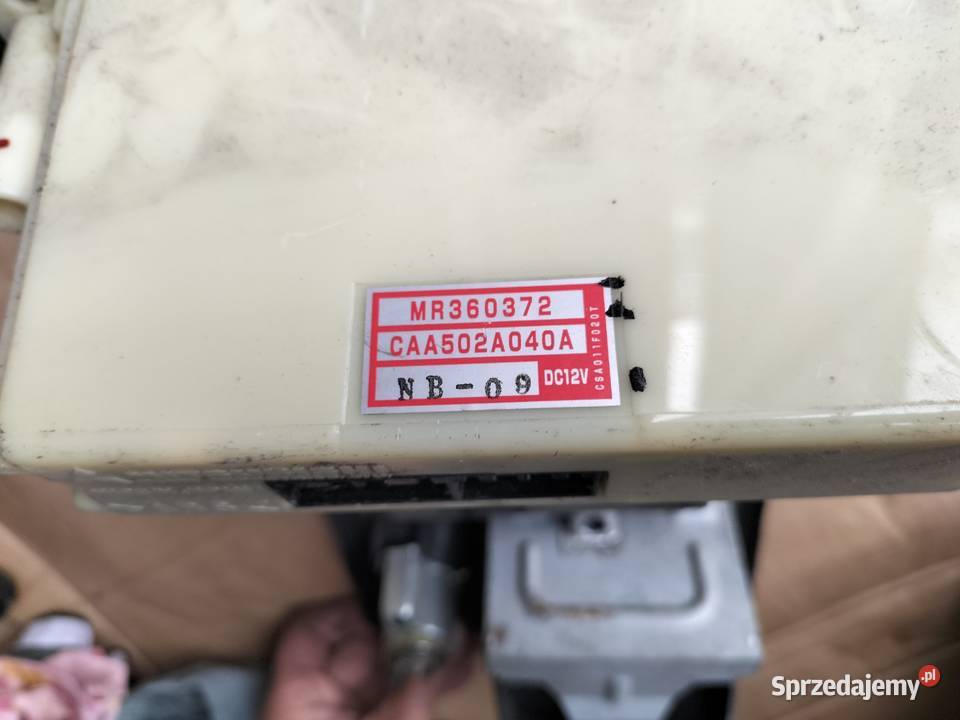 MR360372
CAA502A040A
NB-09
DC12V
CSA011F020T
Sprzedajemy.pl